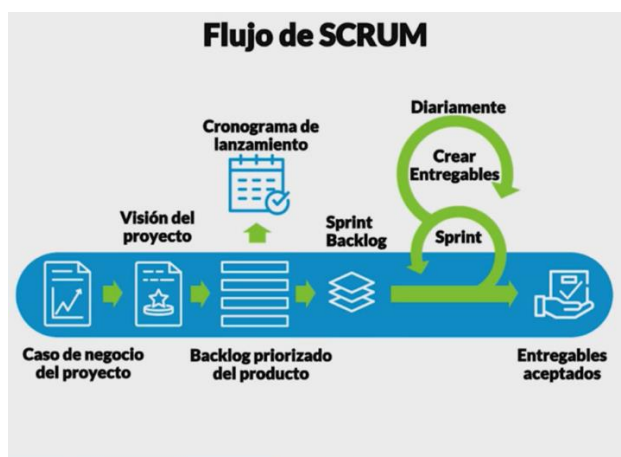 Flujo de SCRUM
Diariamente
Cronograma de
lanzamiento
Crear
Entregables
Visión del
proyecto
Sprint
Backlog
Sprint
Caso de negocio
del proyecto
Backlog priorizado
del producto
Entregables
aceptados